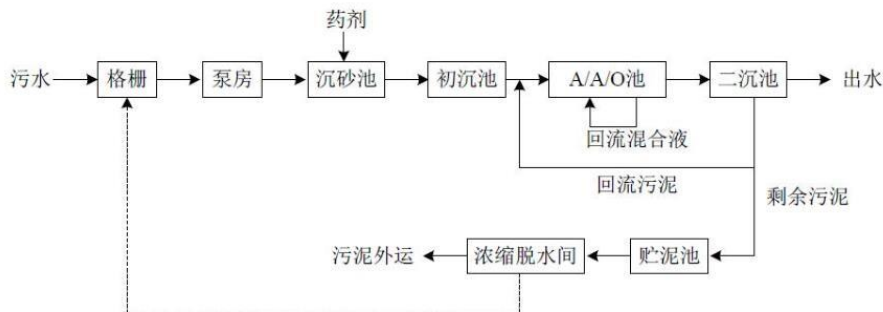 药剂
污水
格栅
泵房
沉砂池
初沉池
A/A/O池
二沉池
出水
回流混合液
回流污泥
剩余污泥
污泥外运
浓缩脱水间
贮泥池